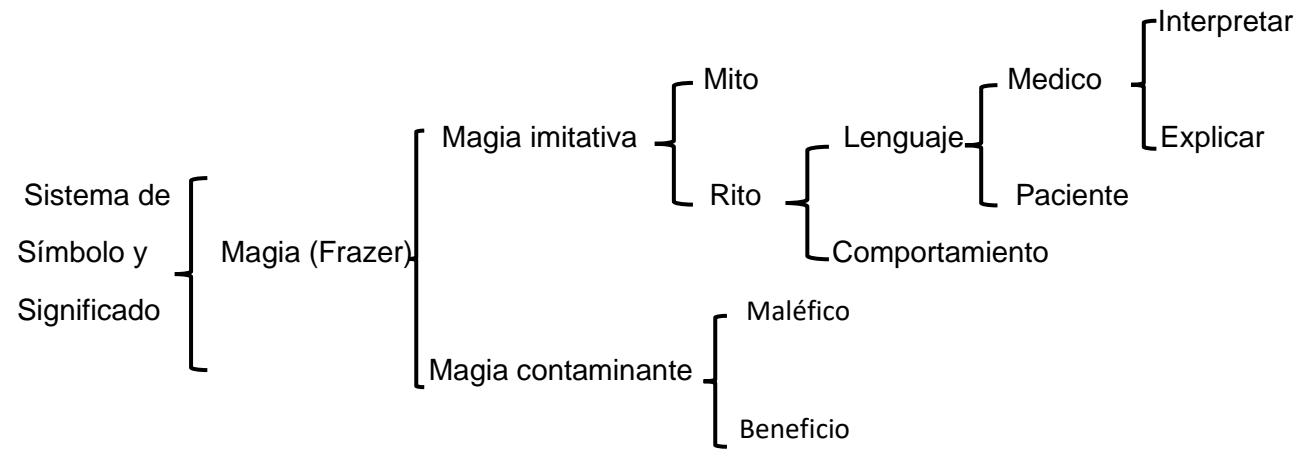 Interpretar
Mito
Medico
Magia imitativa
Lenguaje
Explicar
Sistema de
Rito
Paciente
Símbolo y
Magia (Frazer)
Comportamiento
Significado
Maléfico
Magia contaminante
Beneficio